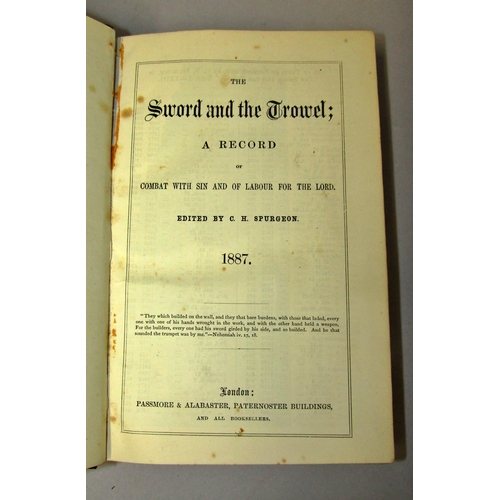 THE
Sword and the Trowel;
A RECORD
OF
COMBAT WITH SIN AND OF LABOUR FOR THE LORD.
EDITED BY C. H. SPURGEON.
1887.
"They which builded on the wall, and they that bare burdens, with those that laded, every
one with one of his hands wrought in the work, and with the other hand held a weapon.
For the builders, every one had his sword girded by his side, and so builded. And he that
sounded the trumpet was by me."—Nehemiah iv. 17, 18.
London:
PASSMORE & ALABASTER, PATERNOSTER BUILDINGS,
AND ALL BOOKSELLERS.